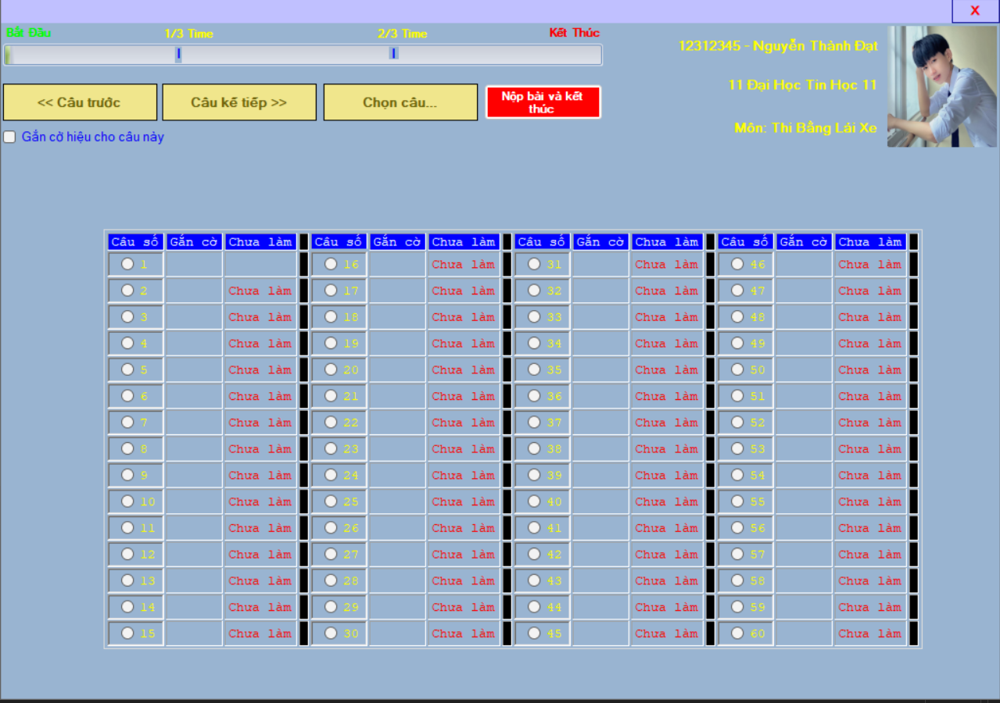 X
Bắt Đầu 1/3 Time 2/3 Time Kết Thúc
12312345 - Nguyễn Thành Đạt
11 Đại Học Tin Học 11
Môn: Thi Bằng Lái Xe
<< Câu trước Câu kế tiếp >> Chọn câu... Nộp bài và kết
thúc
Gắn cờ hiệu cho câu này
Câu số Gắn cờ Chưa làm Câu số Gắn cờ Chưa làm Câu số Gắn cờ Chưa làm Câu số Gắn cờ Chưa làm
1 16 Chưa làm 31 Chưa làm 46 Chưa làm
2 Chưa làm 17 Chưa làm 32 Chưa làm 47 Chưa làm
3 Chưa làm 18 Chưa làm 33 Chưa làm 48 Chưa làm
4 Chưa làm 19 Chưa làm 34 Chưa làm 49 Chưa làm
5 Chưa làm 20 Chưa làm 35 Chưa làm 50 Chưa làm
6 Chưa làm 21 Chưa làm 36 Chưa làm 51 Chưa làm
7 Chưa làm 22 Chưa làm 37 Chưa làm 52 Chưa làm
8 Chưa làm 23 Chưa làm 38 Chưa làm 53 Chưa làm
9 Chưa làm 24 Chưa làm 39 Chưa làm 54 Chưa làm
10 Chưa làm 25 Chưa làm 40 Chưa làm 55 Chưa làm
11 Chưa làm 26 Chưa làm 41 Chưa làm 56 Chưa làm
12 Chưa làm 27 Chưa làm 42 Chưa làm 57 Chưa làm
13 Chưa làm 28 Chưa làm 43 Chưa làm 58 Chưa làm
14 Chưa làm 29 Chưa làm 44 Chưa làm 59 Chưa làm
15 Chưa làm 30 Chưa làm 45 Chưa làm 60 Chưa làm